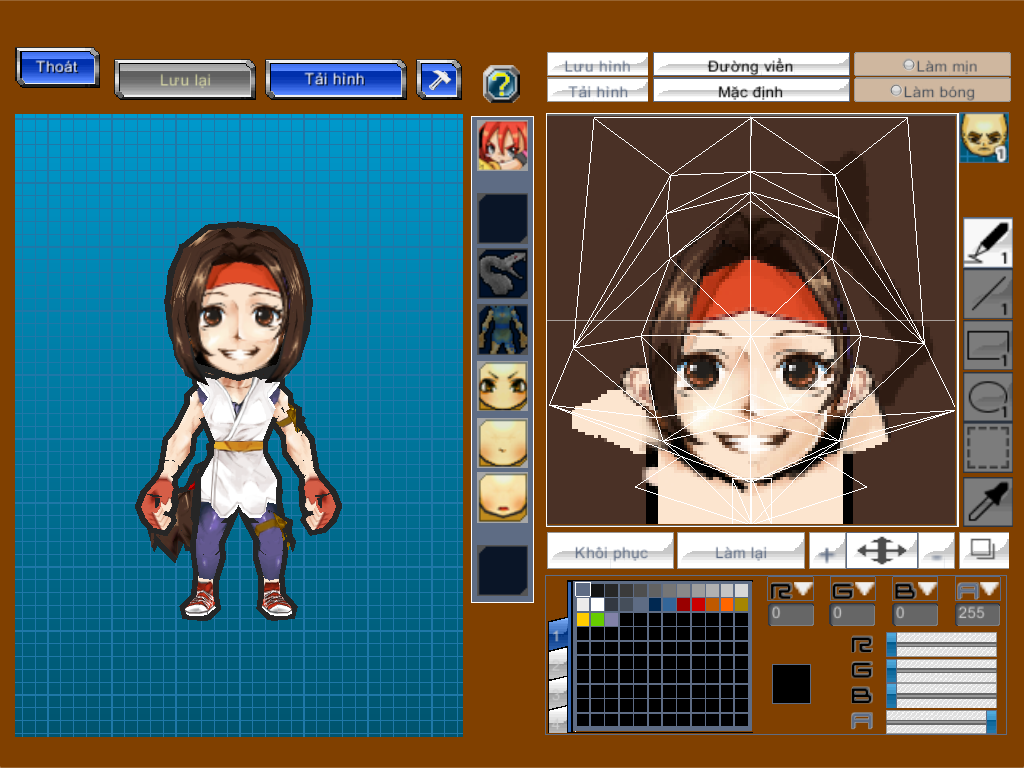 Thoát
Lưu lại
Tải hình
?
Lưu hình
Đường viền
Làm mịn
Tải hình
Mặc định
Làm bóng
1
1
1
1
1
Khôi phục
Làm lại
+
-
R
G
B
A
0
0
0
255
1
R
G
B
A